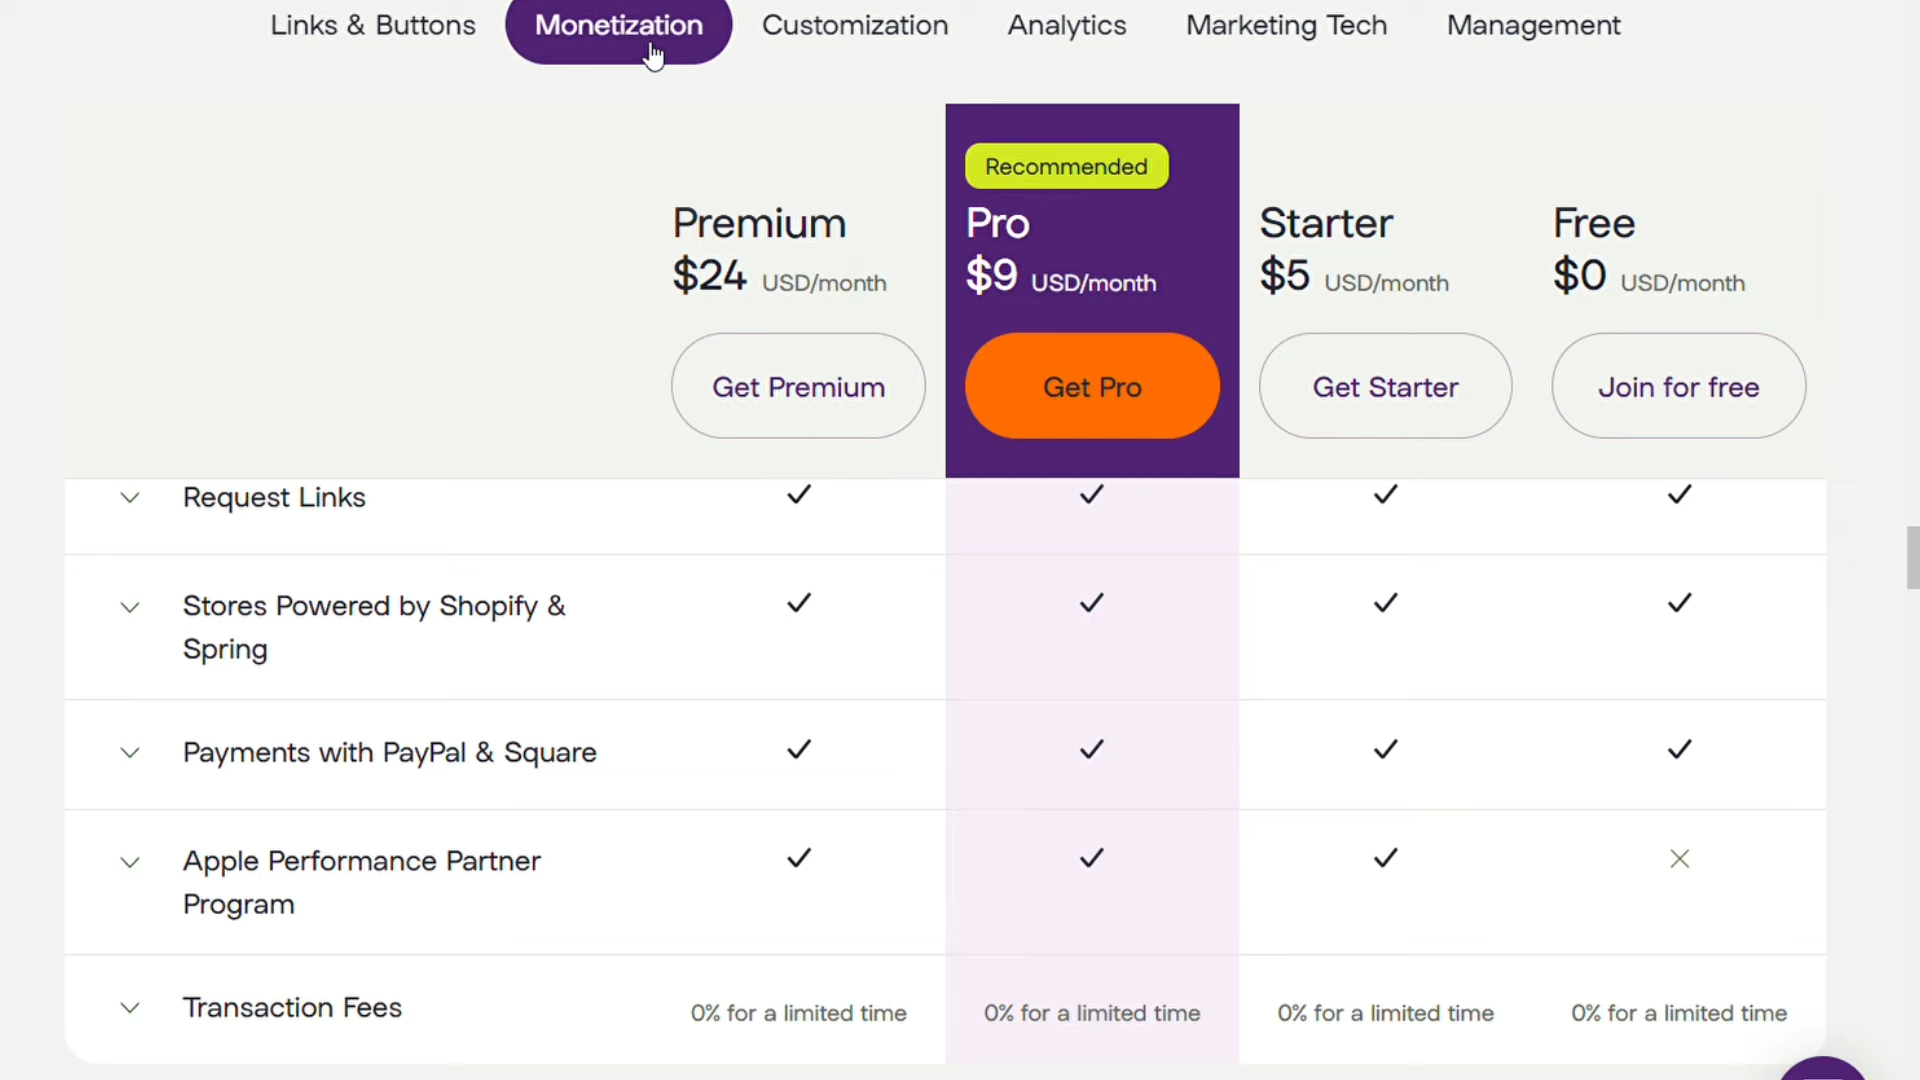 Links & Buttons Monetization Customization Analytics Marketing Tech Management
Recommended
Premium Pro Starter Free
$24 USD/month $9 USD/month $5 USD/month $0 USD/month
Get Premium Get Pro Get Starter Join for free
Request Links
Stores Powered by Shopify &
Spring
Payments with PayPal & Square
Apple Performance Partner
Program
Transaction Fees 0% for a limited time 0% for a limited time 0% for a limited time 0% for a limited time